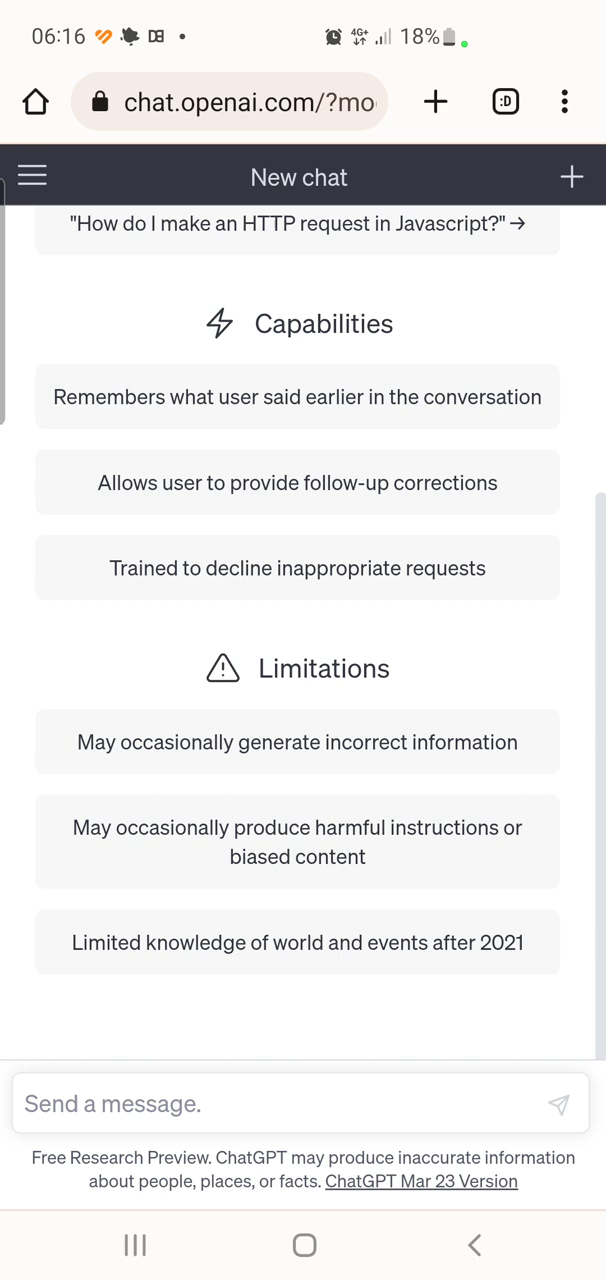 06:16
4G+
18%
chat.openai.com/?mo
:D
New chat
"How do I make an HTTP request in Javascript?" →
Capabilities
Remembers what user said earlier in the conversation
Allows user to provide follow-up corrections
Trained to decline inappropriate requests
Limitations
May occasionally generate incorrect information
May occasionally produce harmful instructions or
biased content
Limited knowledge of world and events after 2021
Send a message.
Free Research Preview. ChatGPT may produce inaccurate information
about people, places, or facts. ChatGPT Mar 23 Version